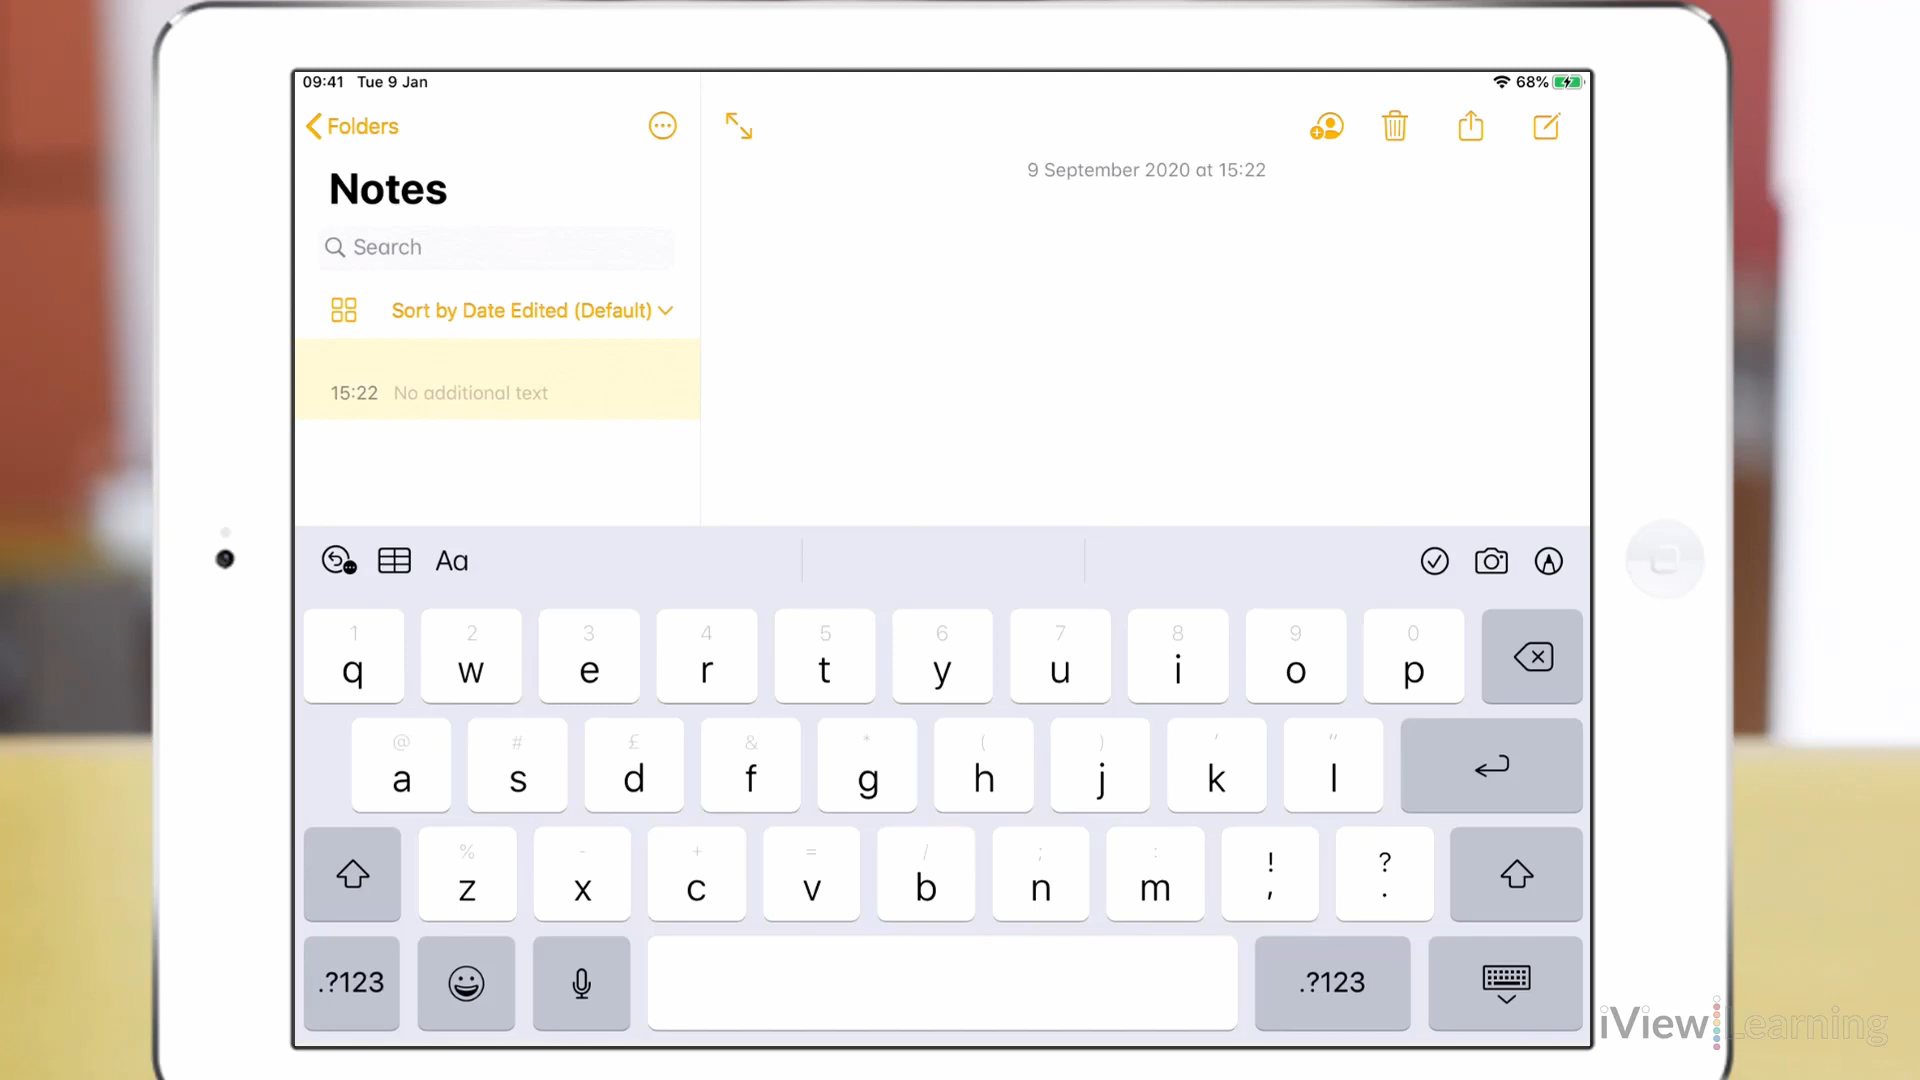 09:41 Tue 9 Jan
68%
Folders
Notes
Search
Sort by Date Edited (Default)
15:22 No additional text
9 September 2020 at 15:22
Aa
1 2 3 4 5 6 7 8 9 0
q w e r t y u i o p
@ # £ & * ( ) ' "
a s d f g h j k l
% - + = / ; : ! ?
z x c v b n m , .
.?123 .?123
iView Learning